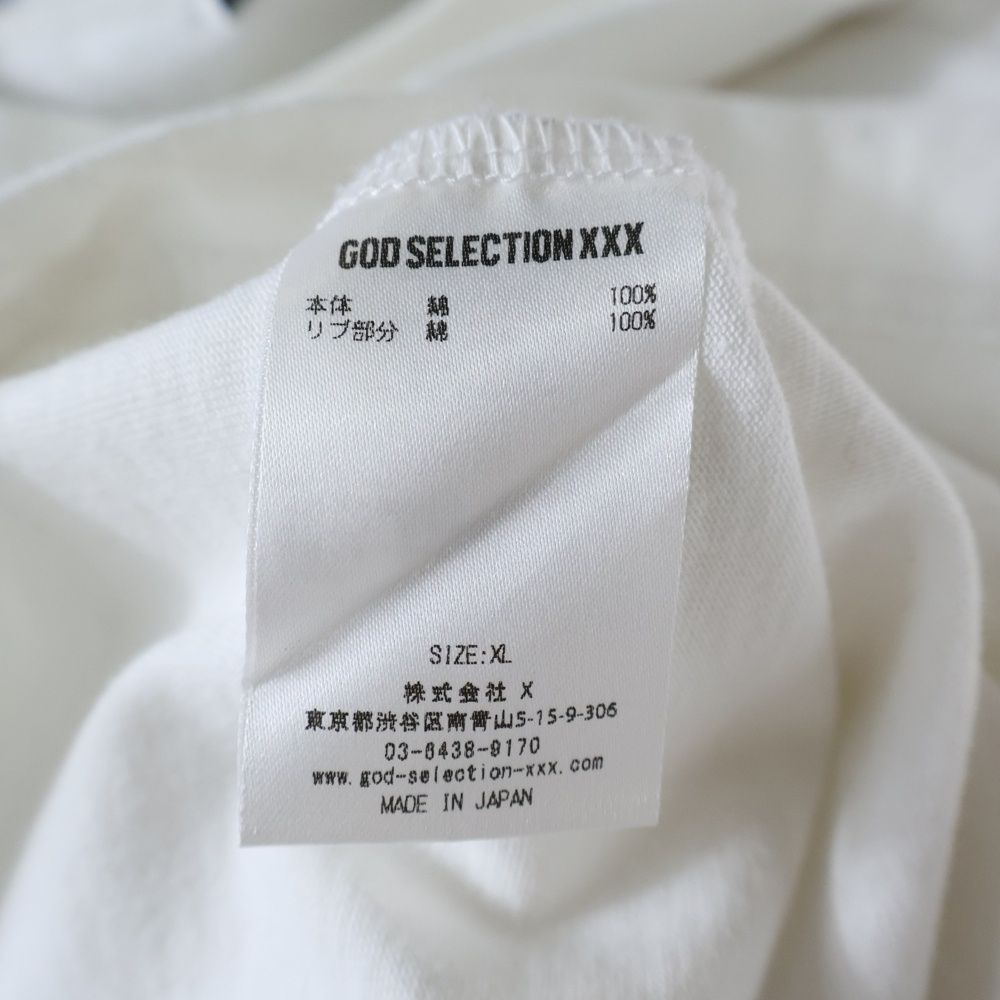 GOD SELECTION XXX
本体 綿 100%
リブ部分 綿 100%
SIZE:XL
株式会社 X
東京都渋谷区南青山5-15-9-306
03-6438-9170
www.god-selection-xxx.com
MADE IN JAPAN